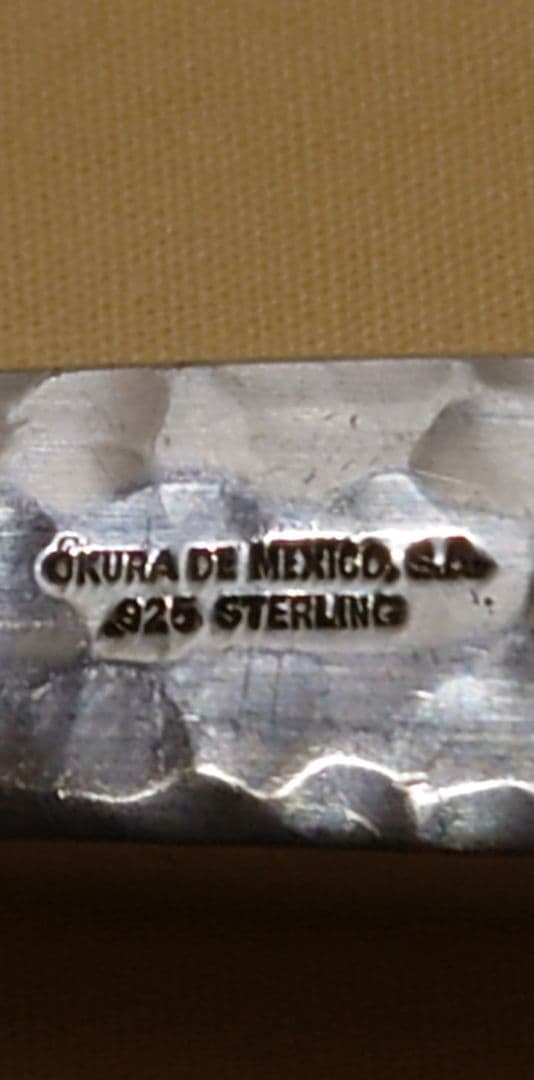 OKURA DE MEXICO, S.A.
.925 STERLING